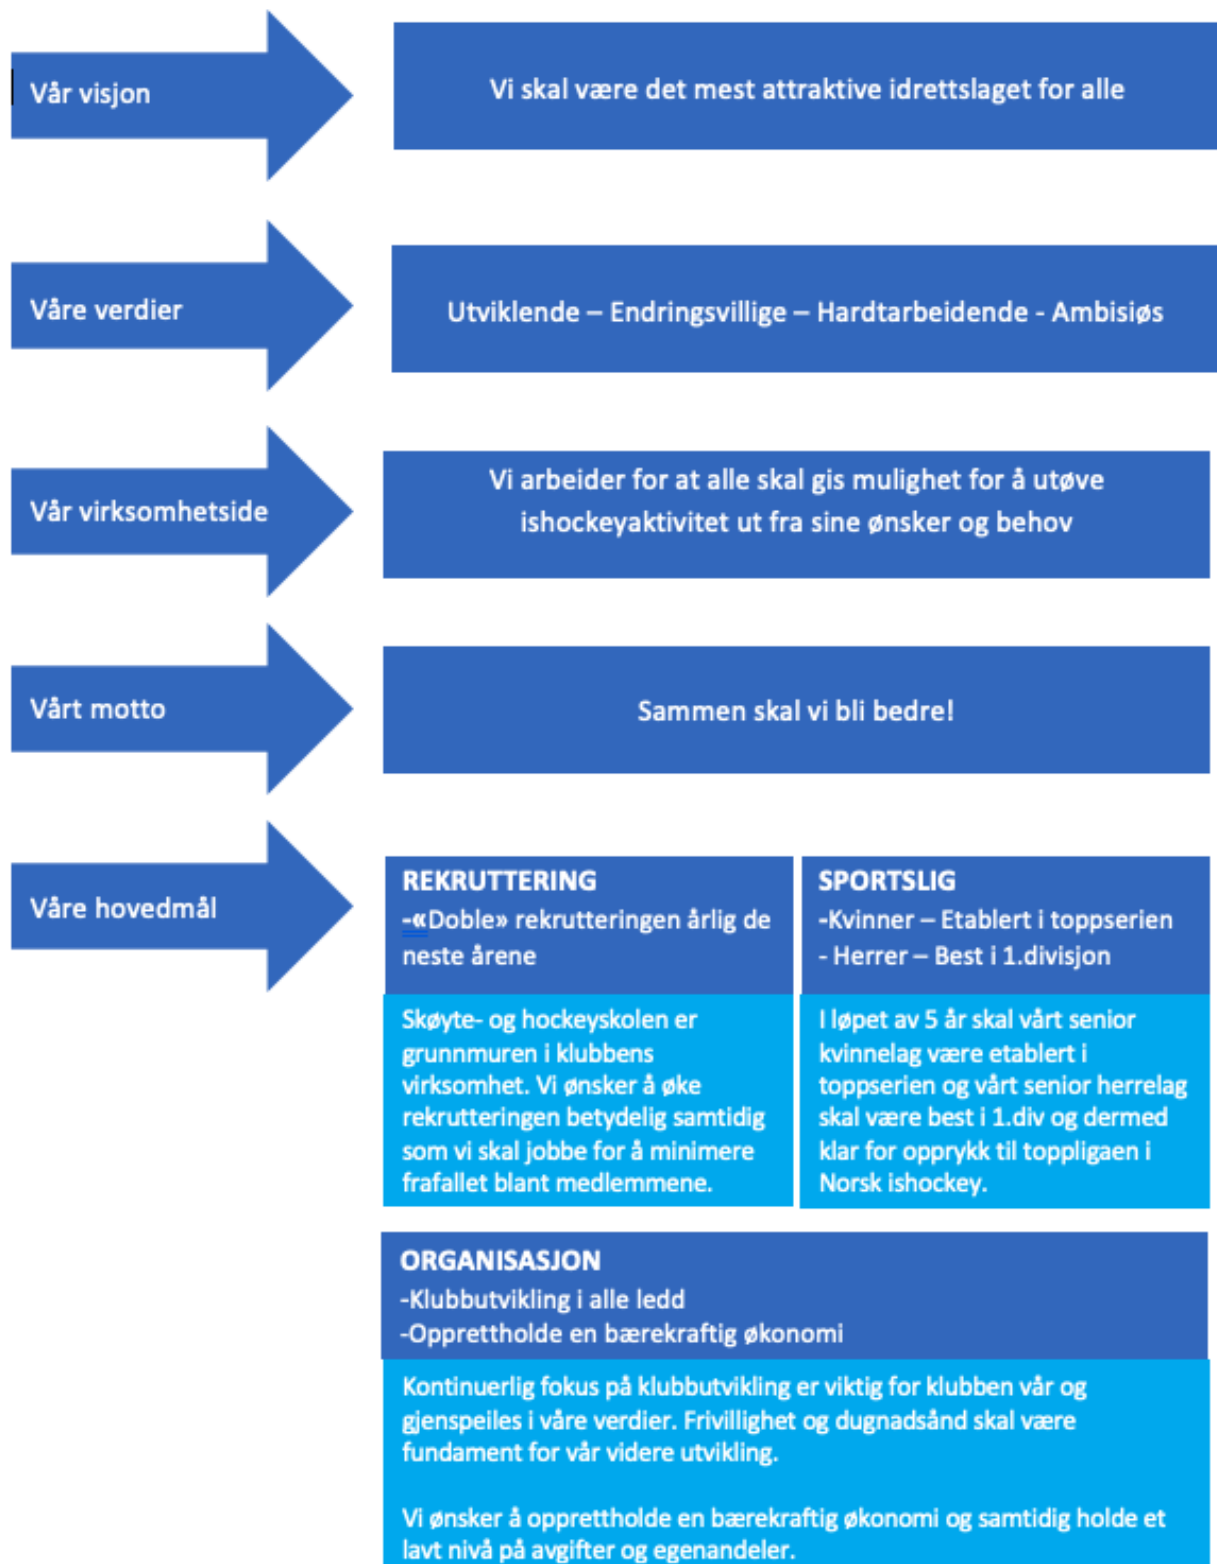 Vår visjon
Vi skal være det mest attraktive idrettslaget for alle
Våre verdier
Utviklende – Endringsvillige – Hardtarbeidende - Ambisiøs
Vår virksomhetside
Vi arbeider for at alle skal gis mulighet for å utøve
ishockeyaktivitet ut fra sine ønsker og behov
Vårt motto
Sammen skal vi bli bedre!
Våre hovedmål
REKRUTTERING
-«Doble» rekrutteringen årlig de
neste årene
Skøyte- og hockeyskolen er
grunnmuren i klubbens
virksomhet. Vi ønsker å øke
rekrutteringen betydelig samtidig
som vi skal jobbe for å minimere
frafallet blant medlemmene.
SPORTSLIG
-Kvinner – Etablert i toppserien
- Herrer – Best i 1.divisjon
I løpet av 5 år skal vårt senior
kvinnelag være etablert i
toppserien og vårt senior herrelag
skal være best i 1.div og dermed
klar for opprykk til toppligaen i
Norsk ishockey.
ORGANISASJON
-Klubbutvikling i alle ledd
-Opprettholde en bærekraftig økonomi
Kontinuerlig fokus på klubbutvikling er viktig for klubben vår og
gjenspeiles i våre verdier. Frivillighet og dugnadsånd skal være
fundament for vår videre utvikling.
Vi ønsker å opprettholde en bærekraftig økonomi og samtidig holde et
lavt nivå på avgifter og egenandeler.